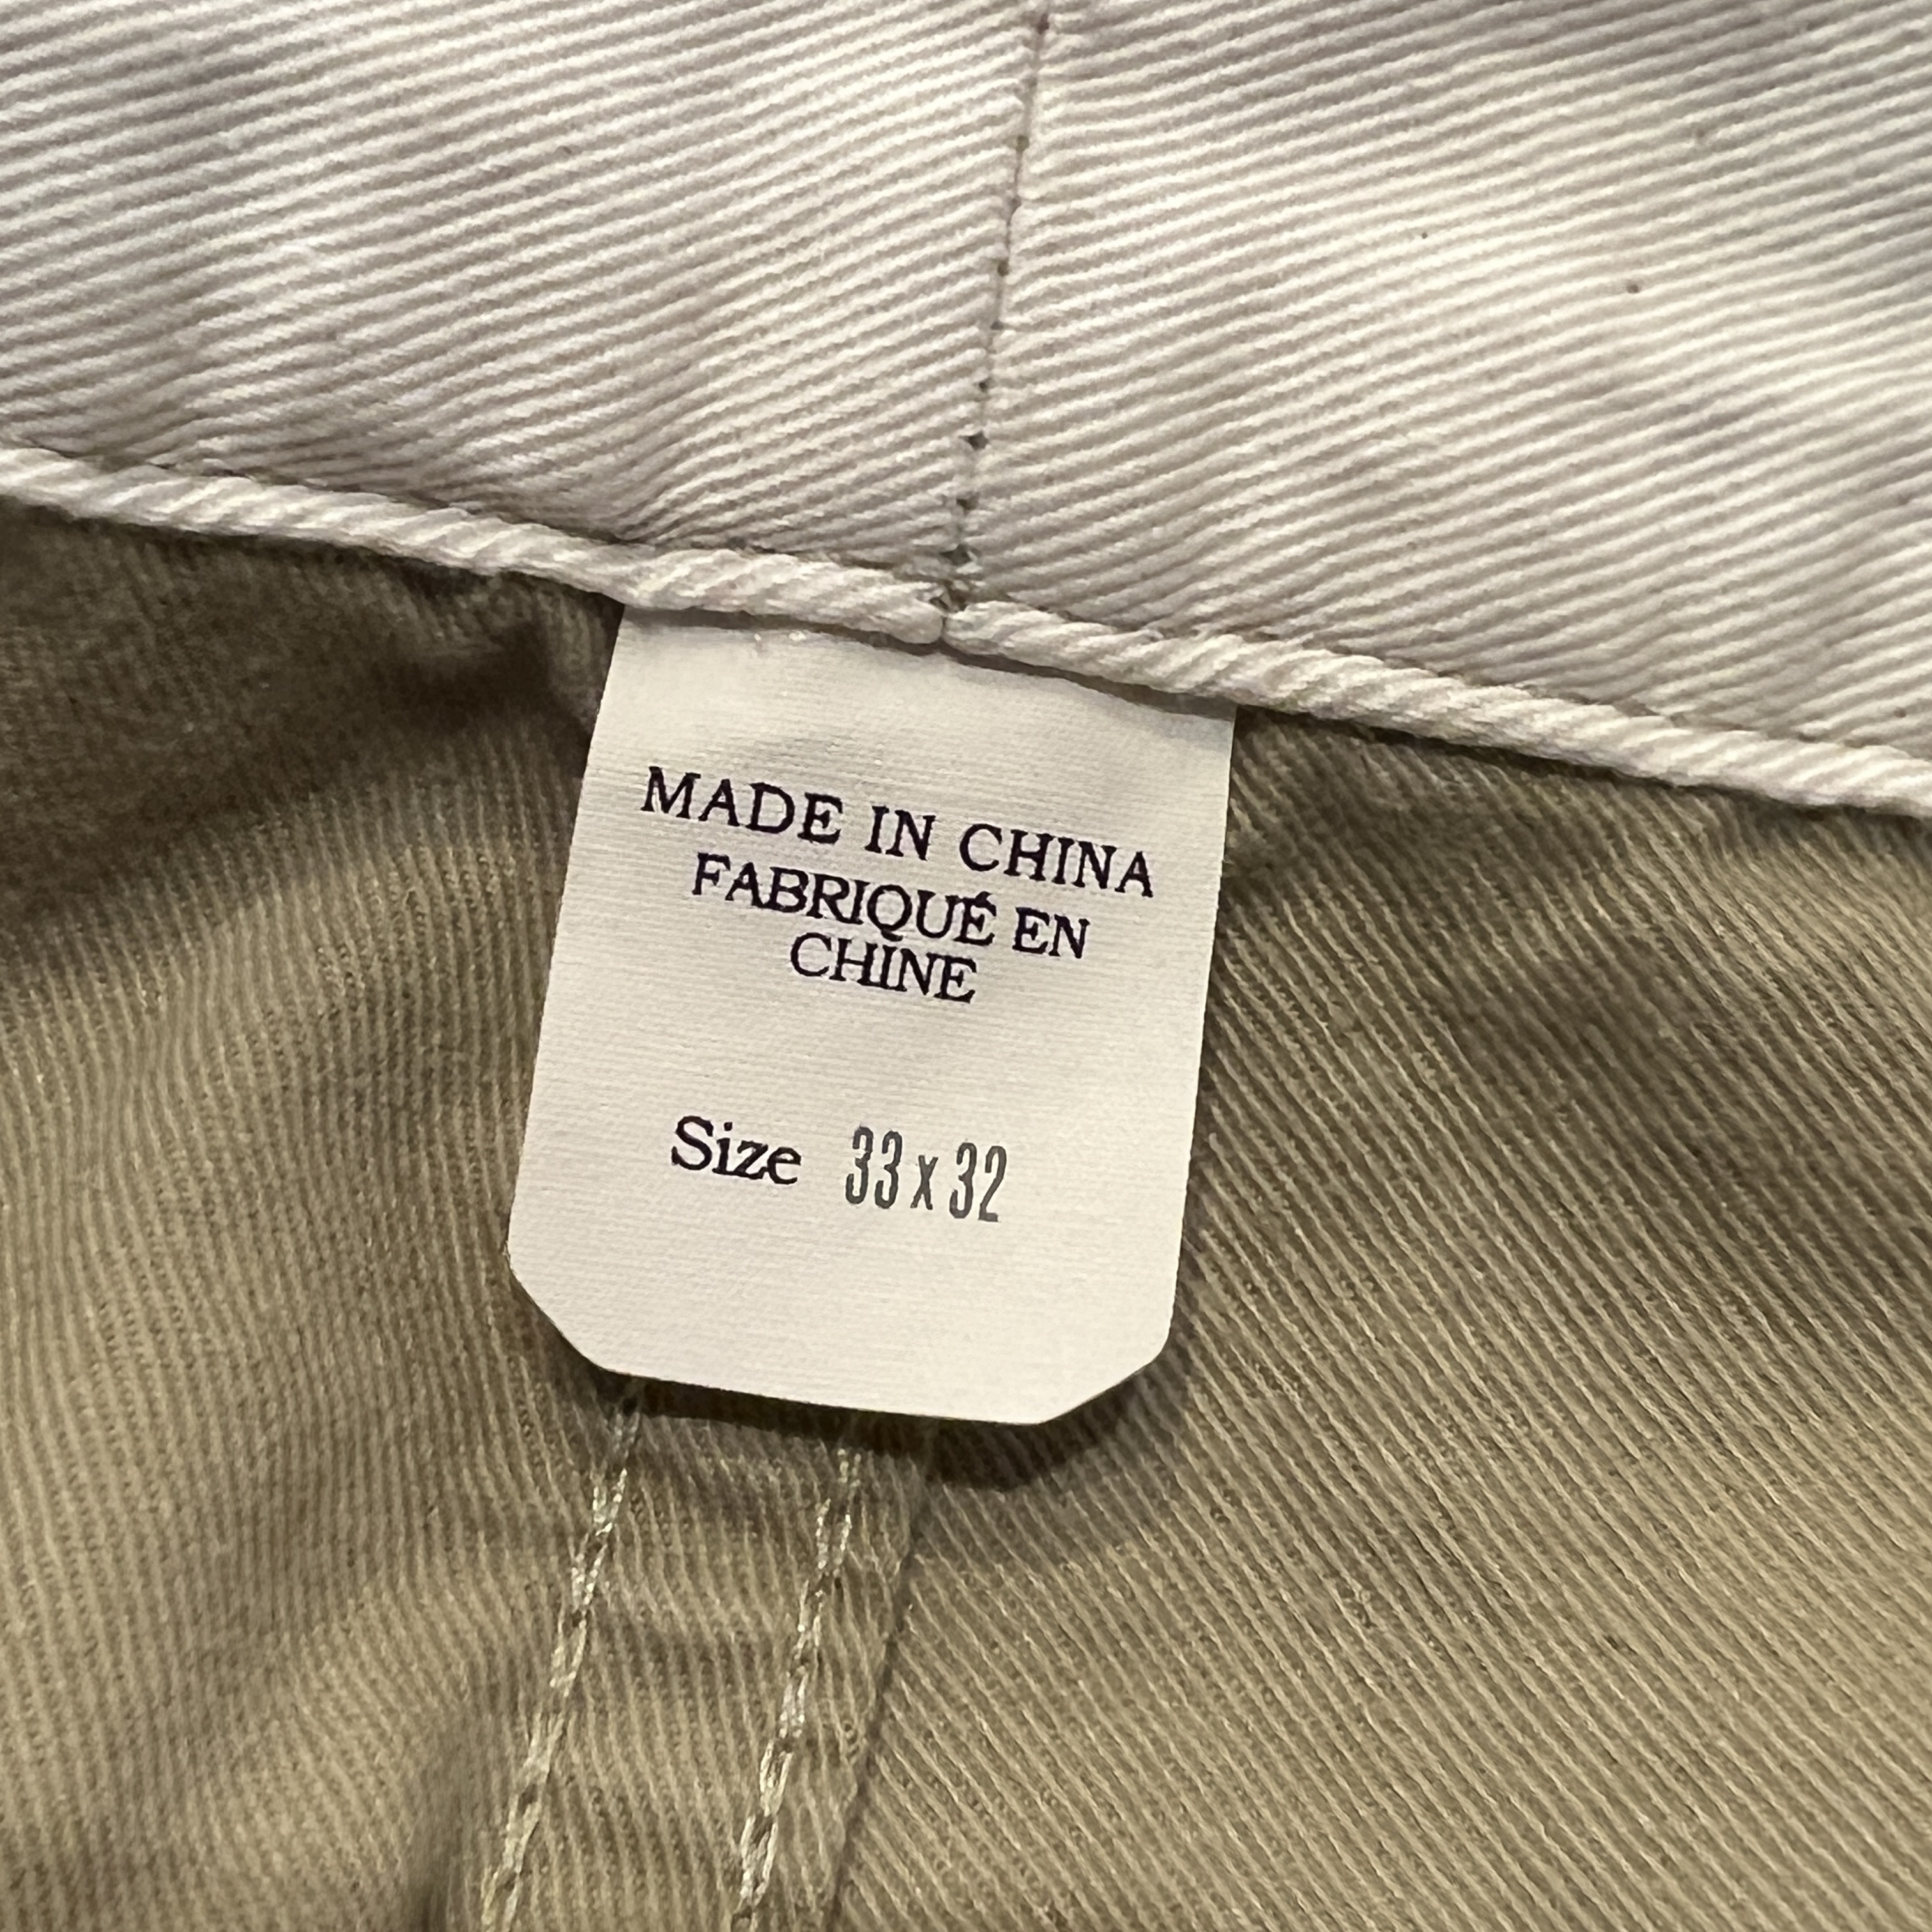 MADE IN CHINA
FABRIQUÉ EN
CHINE
Size 33 x 32